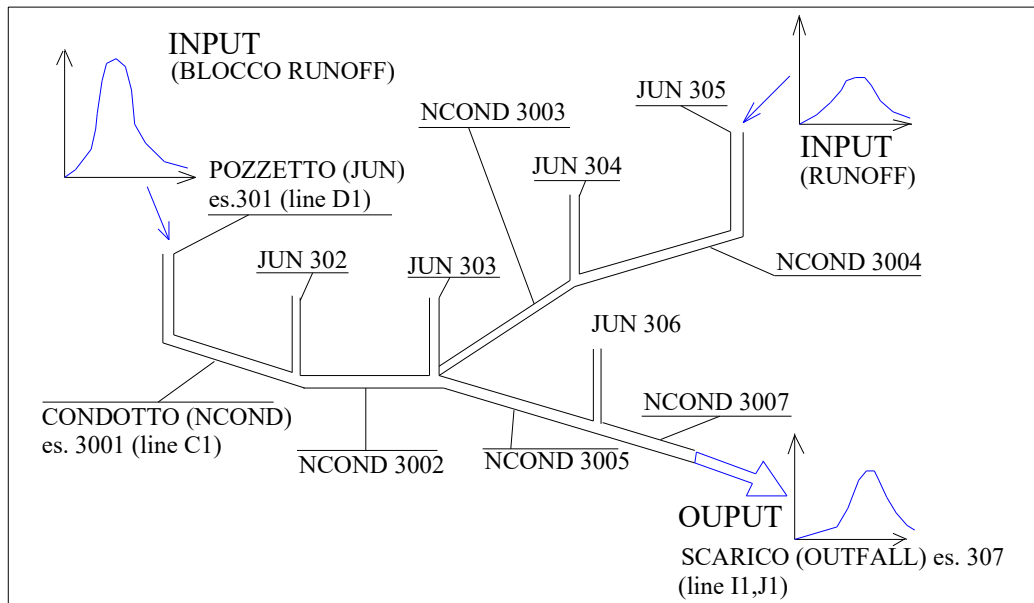 INPUT
(BLOCCO RUNOFF)
JUN 305
NCOND 3003
INPUT
(RUNOFF)
POZZETTO (JUN)
es.301 (line D1)
JUN 304
JUN 302
JUN 303
NCOND 3004
JUN 306
CONDOTTO (NCOND)
es. 3001 (line C1)
NCOND 3007
NCOND 3002
NCOND 3005
OUPUT
SCARICO (OUTFALL) es. 307
(line I1,J1)